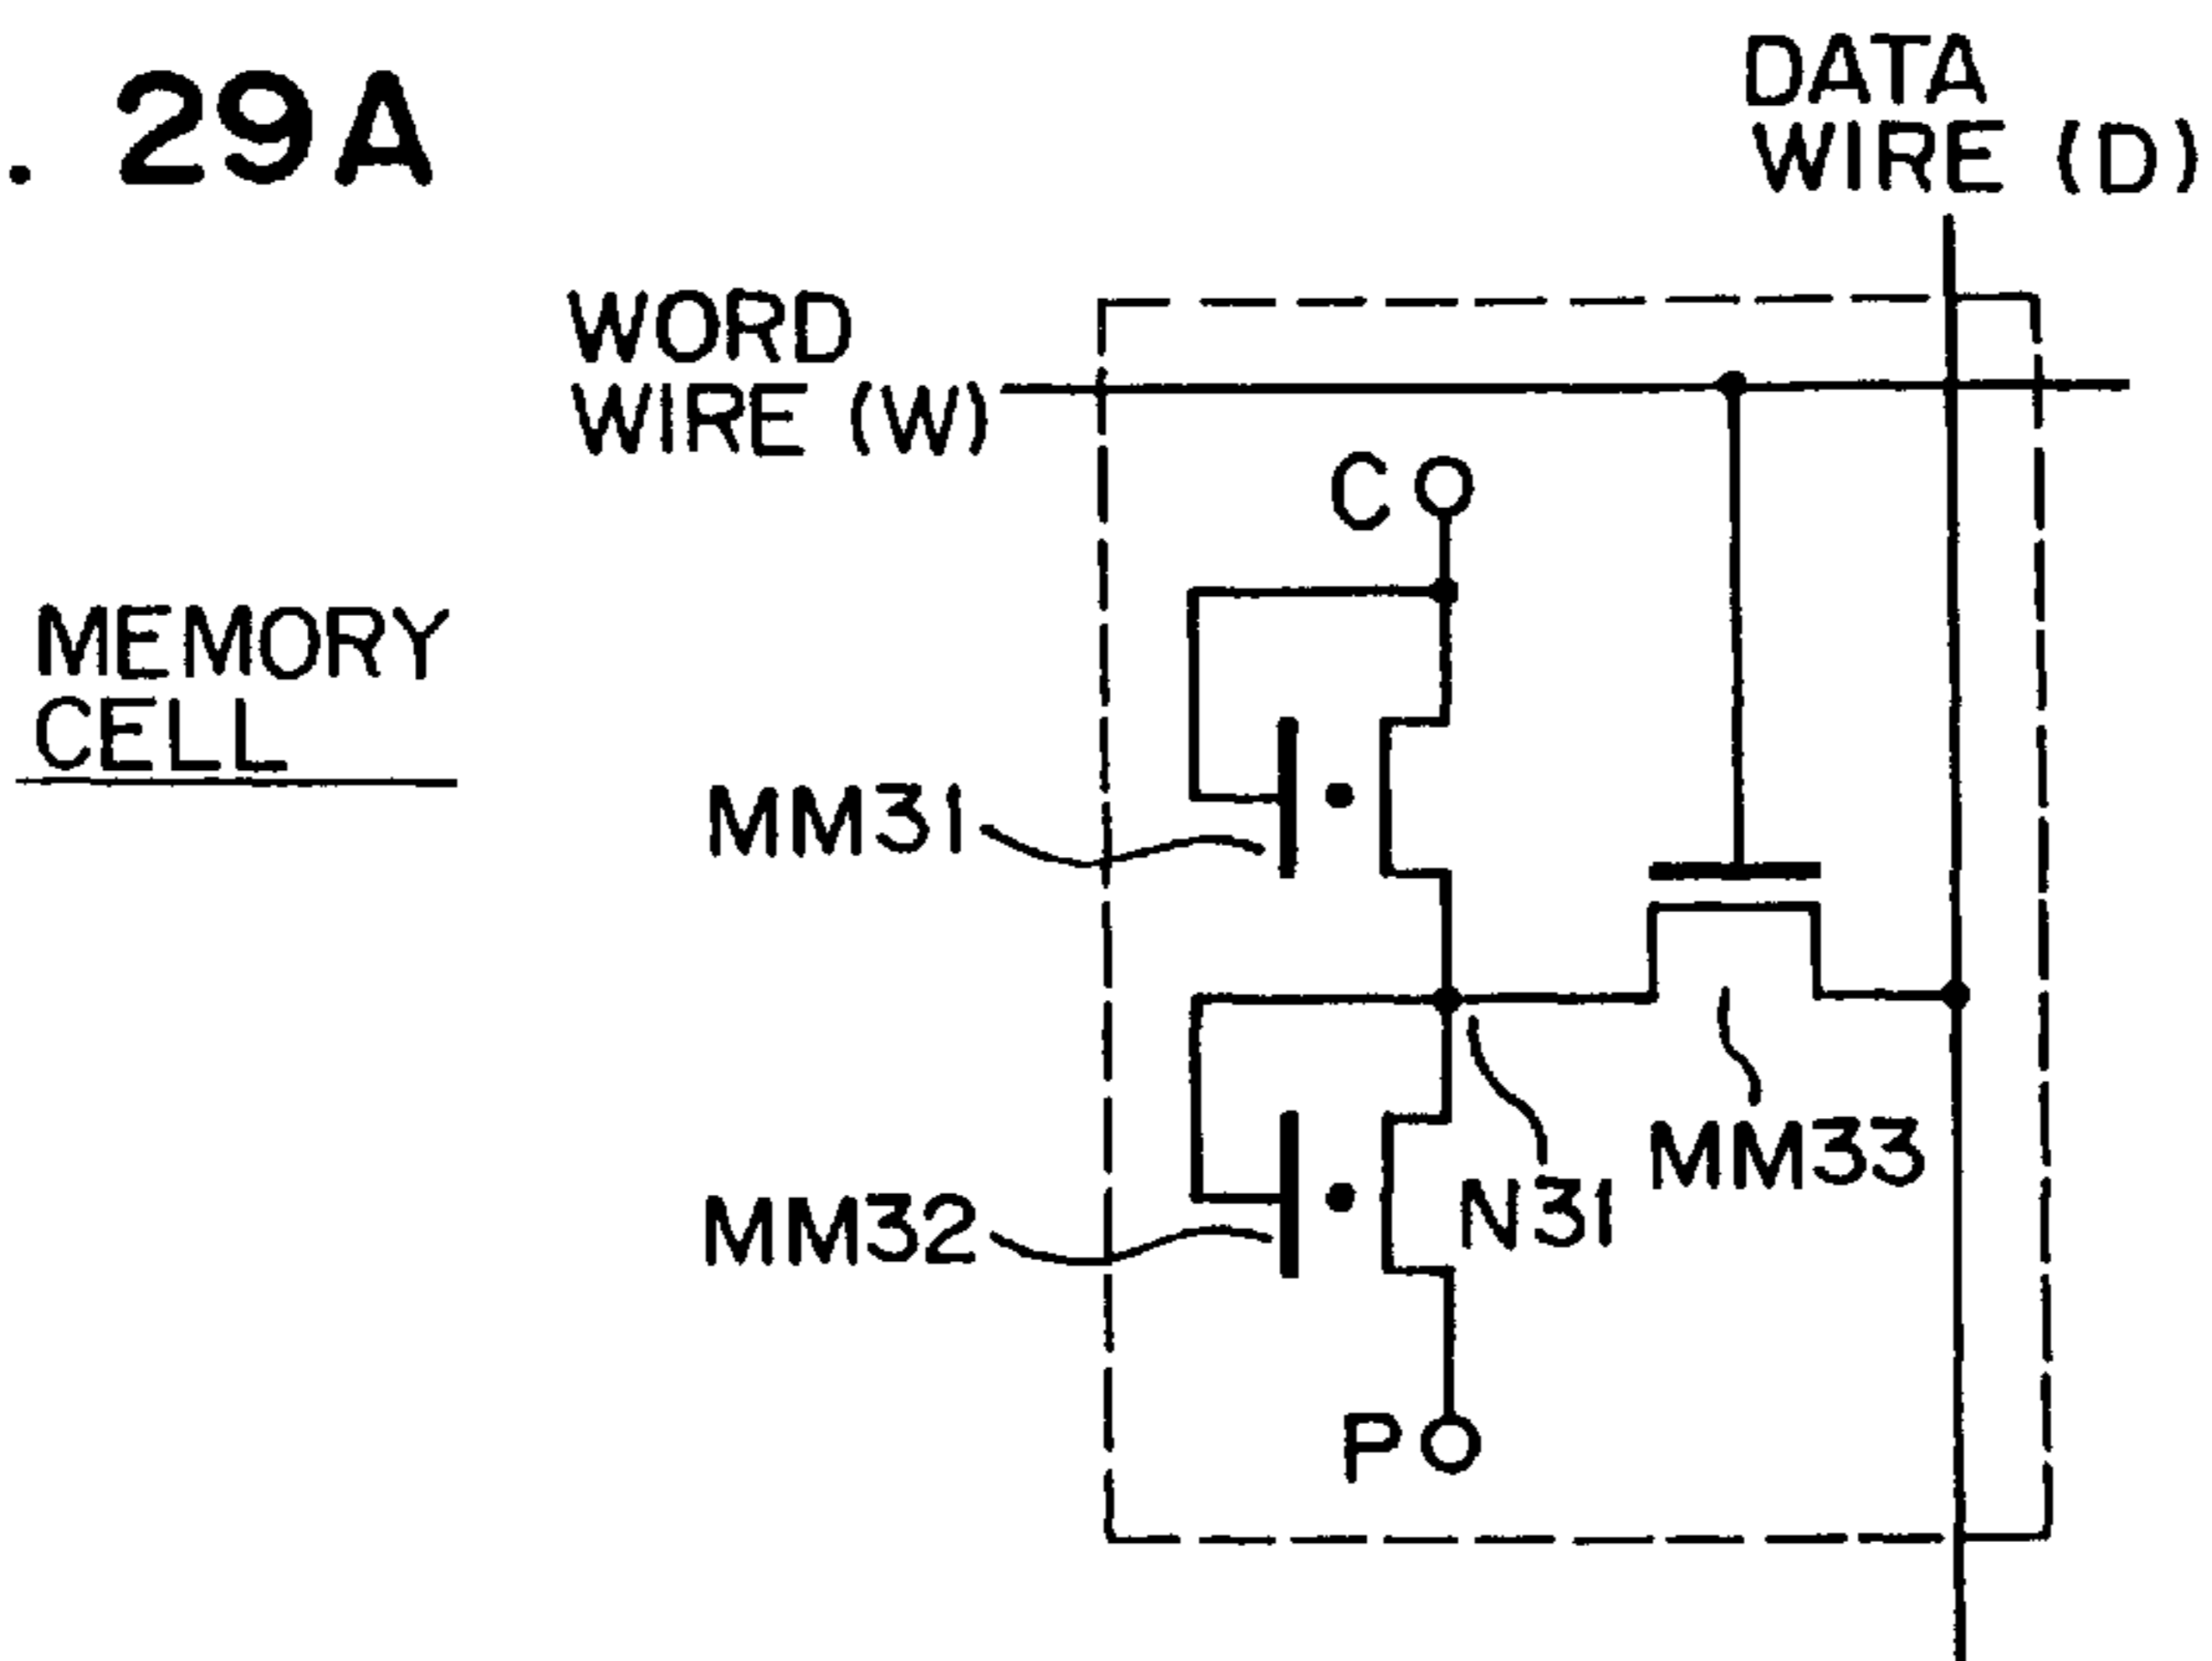 . 29A
DATA
WIRE (D)
WORD
WIRE (W)
C
MEMORY
CELL
MM31
MM33
N31
MM32
P